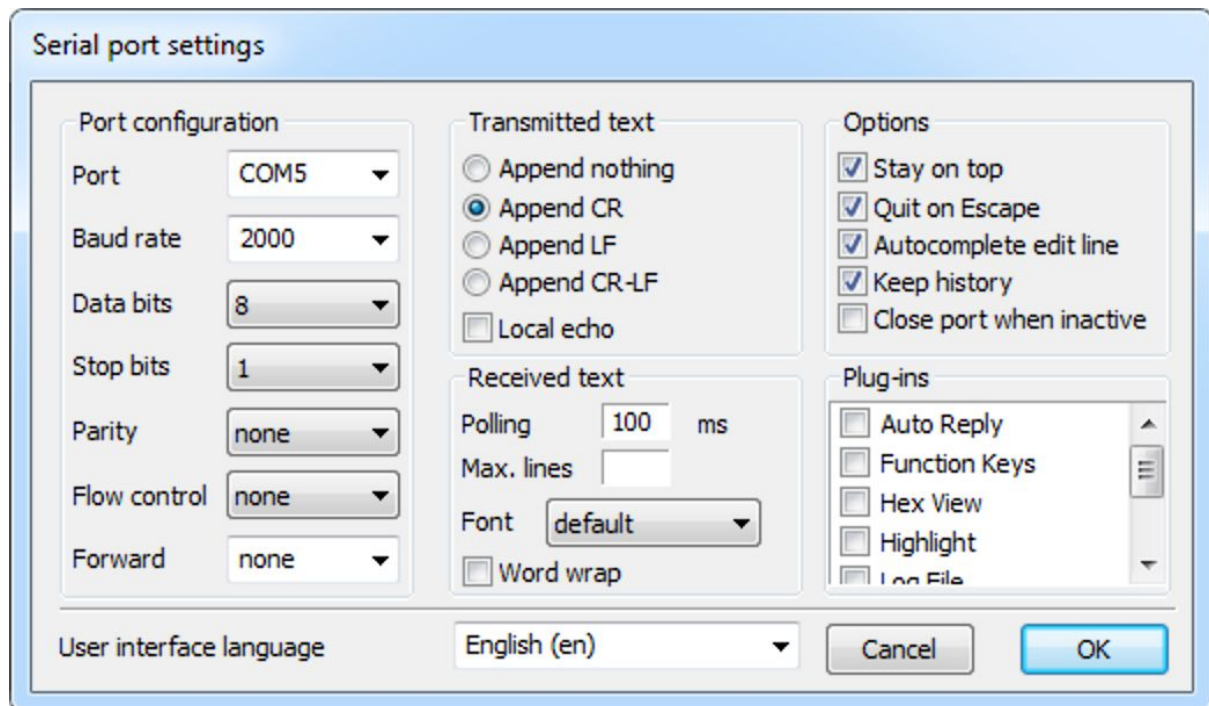 Serial port settings
Port configuration
Port COM5
Baud rate 2000
Data bits 8
Stop bits 1
Parity none
Flow control none
Forward none
Transmitted text
Append nothing
Append CR
Append LF
Append CR-LF
Local echo
Received text
Polling 100 ms
Max. lines
Font default
Word wrap
Options
Stay on top
Quit on Escape
Autocomplete edit line
Keep history
Close port when inactive
Plug-ins
Auto Reply
Function Keys
Hex View
Highlight
Log File
User interface language English (en) Cancel OK